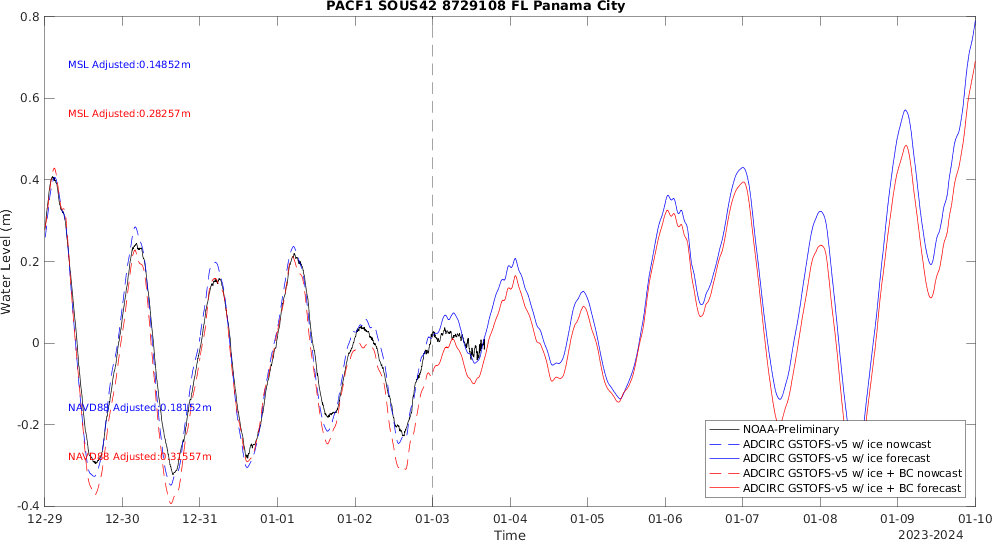 PACF1 SOUS42 8729108 FL Panama City
0.8
0.6
0.4
0.2
0
-0.2
-0.4
Water Level (m)
MSL Adjusted:0.14852m
MSL Adjusted:0.28257m
NAVD88 Adjusted:0.18152m
NAVD88 Adjusted:0.31557m
NOAA-Preliminary
ADCIRC GSTOFS-v5 w/ ice nowcast
ADCIRC GSTOFS-v5 w/ ice forecast
ADCIRC GSTOFS-v5 w/ ice + BC nowcast
ADCIRC GSTOFS-v5 w/ ice + BC forecast
12-29 12-30 12-31 01-01 01-02 01-03 01-04 01-05 01-06 01-07 01-08 01-09 01-10
Time
2023-2024